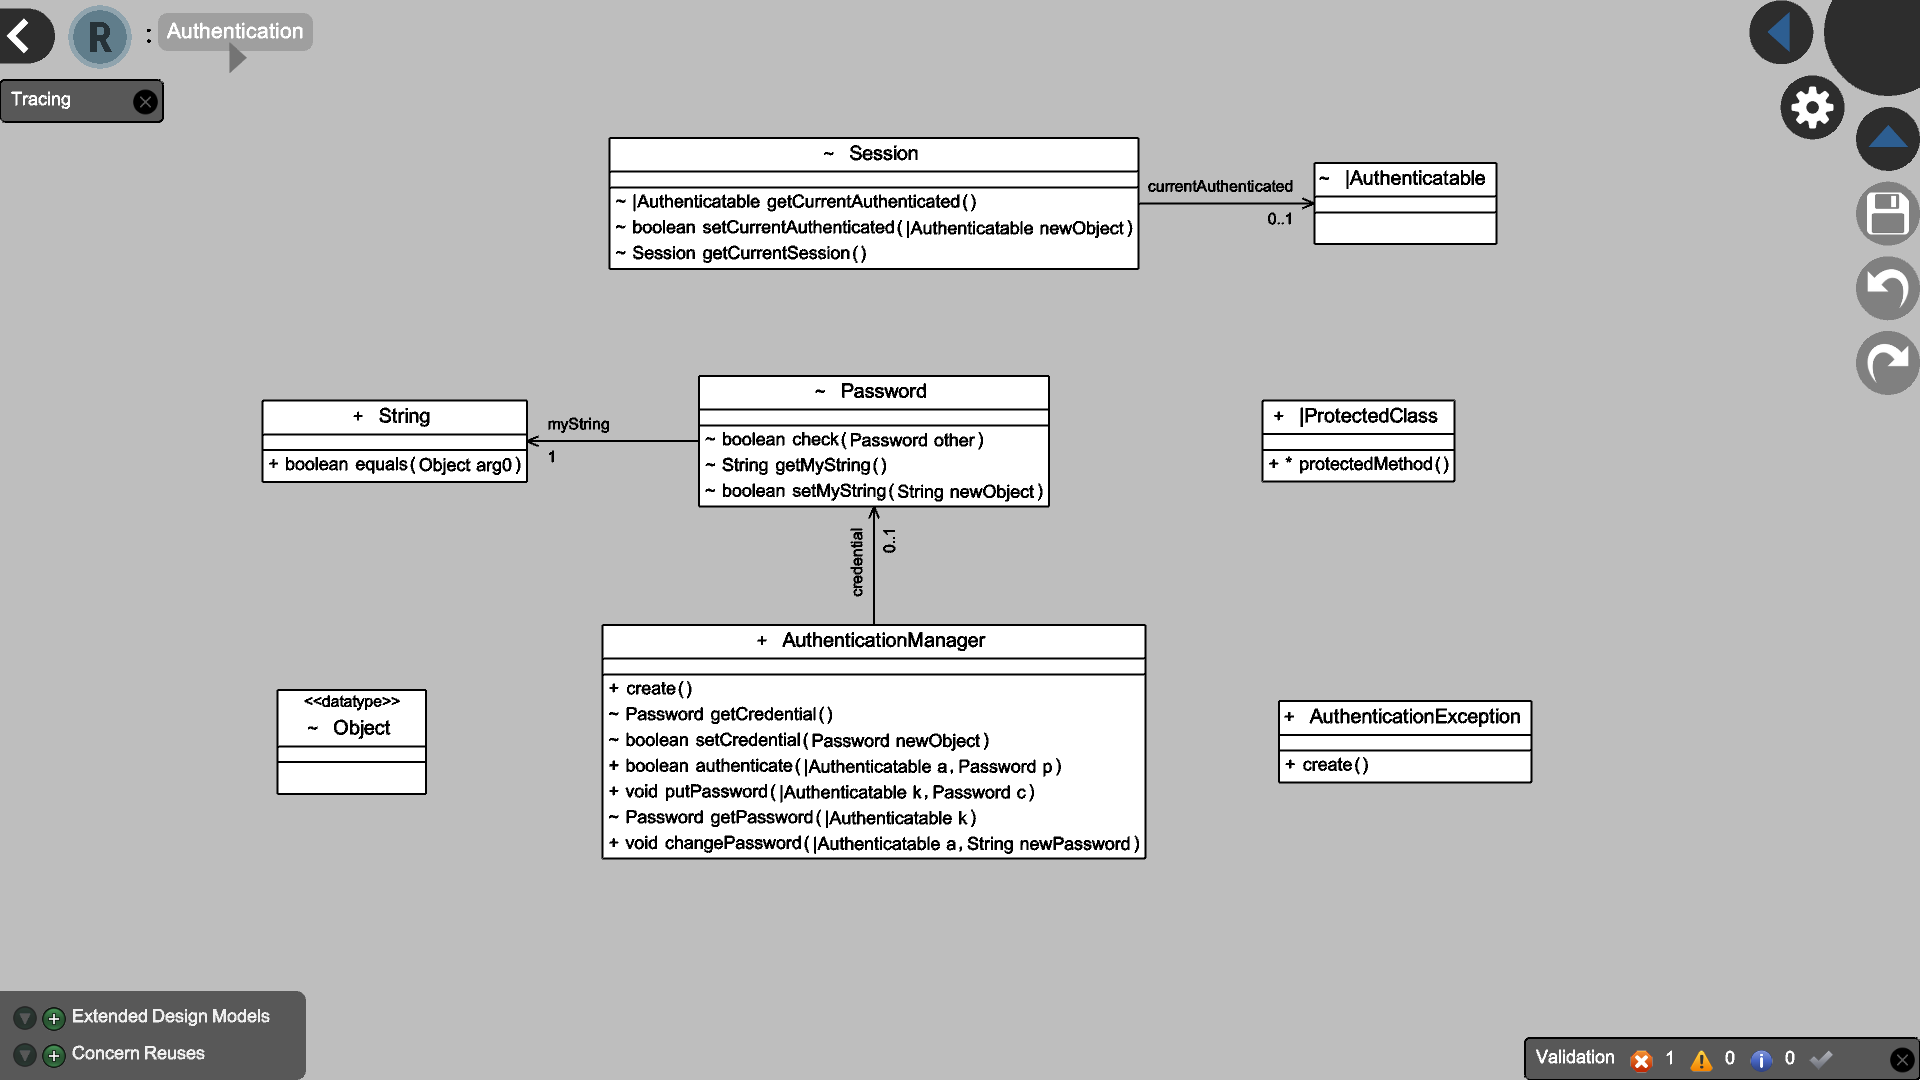 R : Authentication
Tracing
~ Session
~ |Authenticatable getCurrentAuthenticated()
~ boolean setCurrentAuthenticated(|Authenticatable newObject)
~ Session getCurrentSession()
currentAuthenticated
0..1
~ |Authenticatable
+ String
+ boolean equals(Object arg0)
myString
1
~ Password
~ boolean check(Password other)
~ String getMyString()
~ boolean setMyString(String newObject)
+ |ProtectedClass
+ * protectedMethod()
credential
0..1
+ AuthenticationManager
+ create()
~ Password getCredential()
~ boolean setCredential(Password newObject)
+ boolean authenticate(|Authenticatable a, Password p)
+ void putPassword(|Authenticatable k, Password c)
~ Password getPassword(|Authenticatable k)
+ void changePassword(|Authenticatable a, String newPassword)
<<datatype>>
~ Object
+ AuthenticationException
+ create()
Extended Design Models
Concern Reuses
Validation 1 0 0